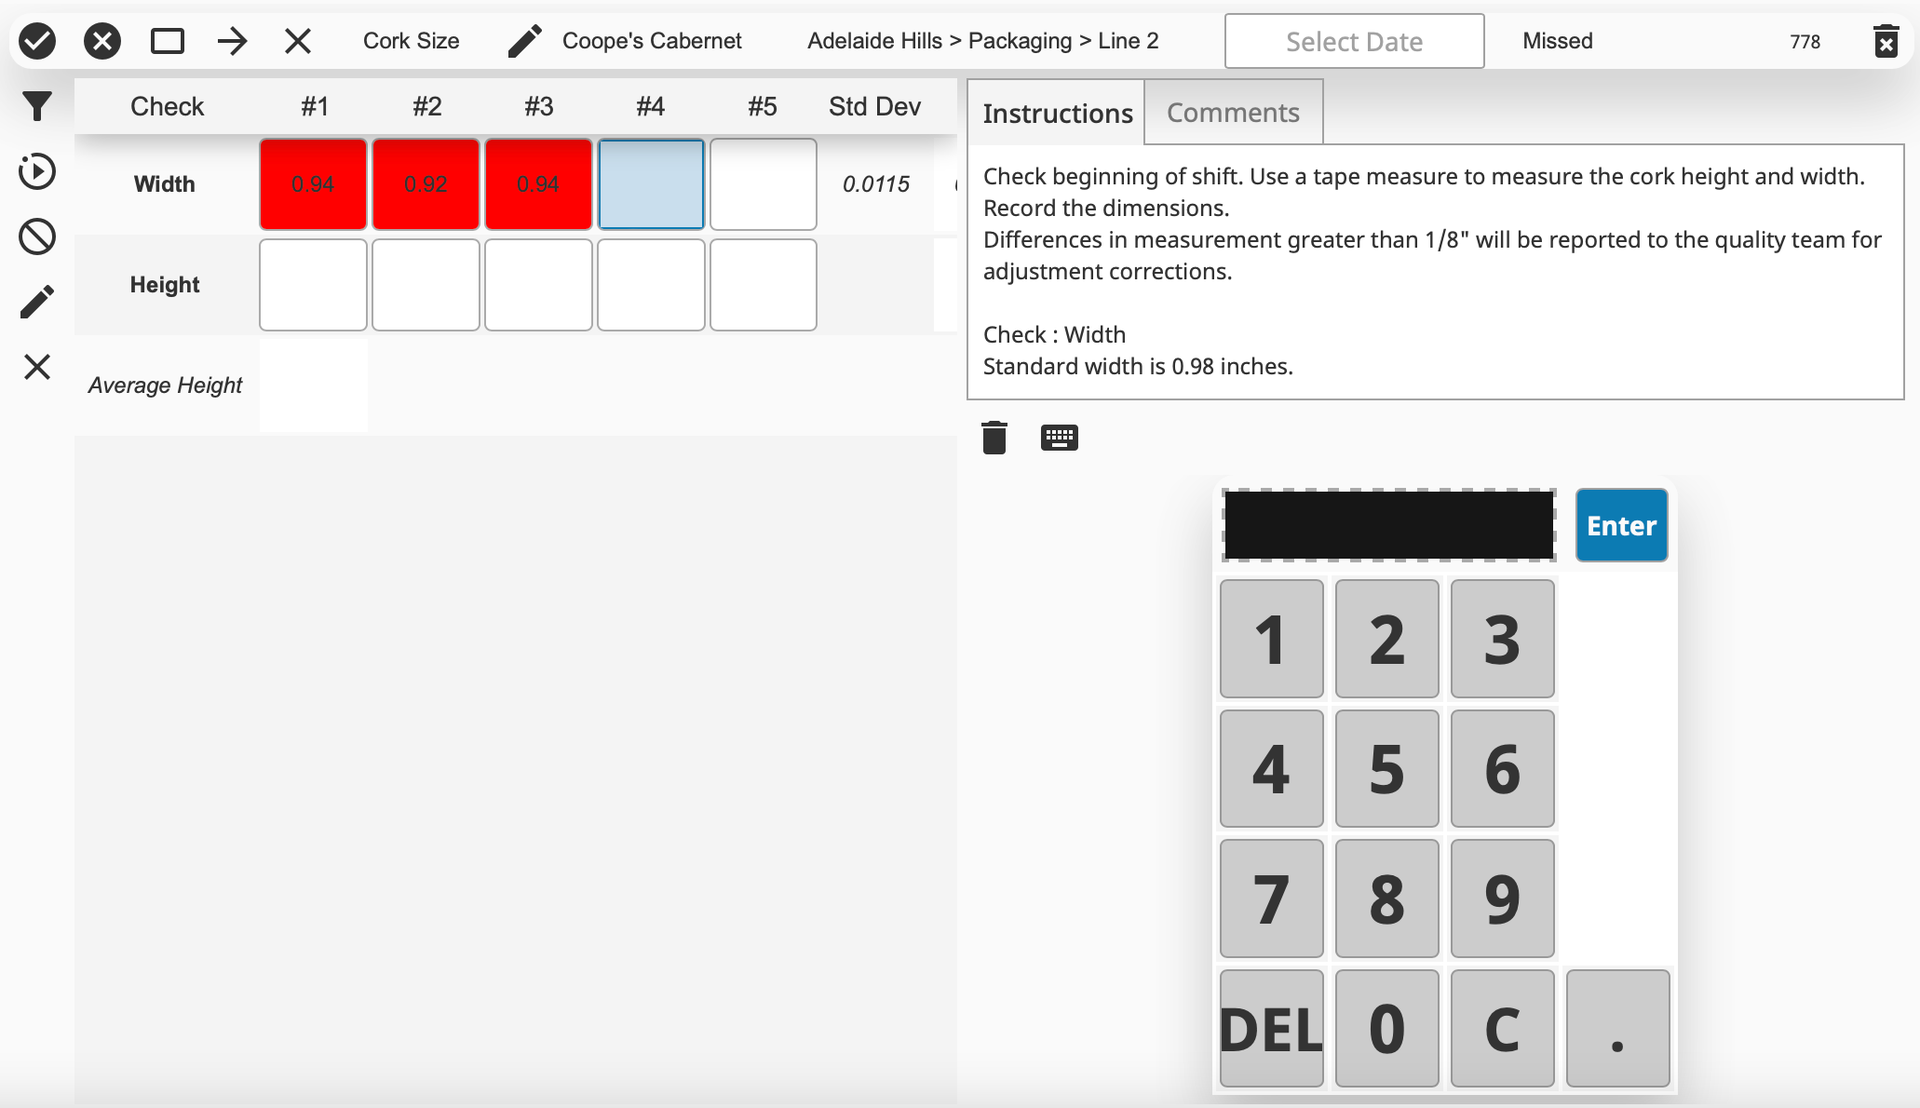 Cork Size Coope's Cabernet Adelaide Hills > Packaging > Line 2 Select Date Missed 778
Check #1 #2 #3 #4 #5 Std Dev
Width 0.94 0.92 0.94 0.0115
Height
Average Height
Instructions Comments
Check beginning of shift. Use a tape measure to measure the cork height and width.
Record the dimensions.
Differences in measurement greater than 1/8" will be reported to the quality team for
adjustment corrections.
Check : Width
Standard width is 0.98 inches.
Enter
1 2 3
4 5 6
7 8 9
DEL 0 C .